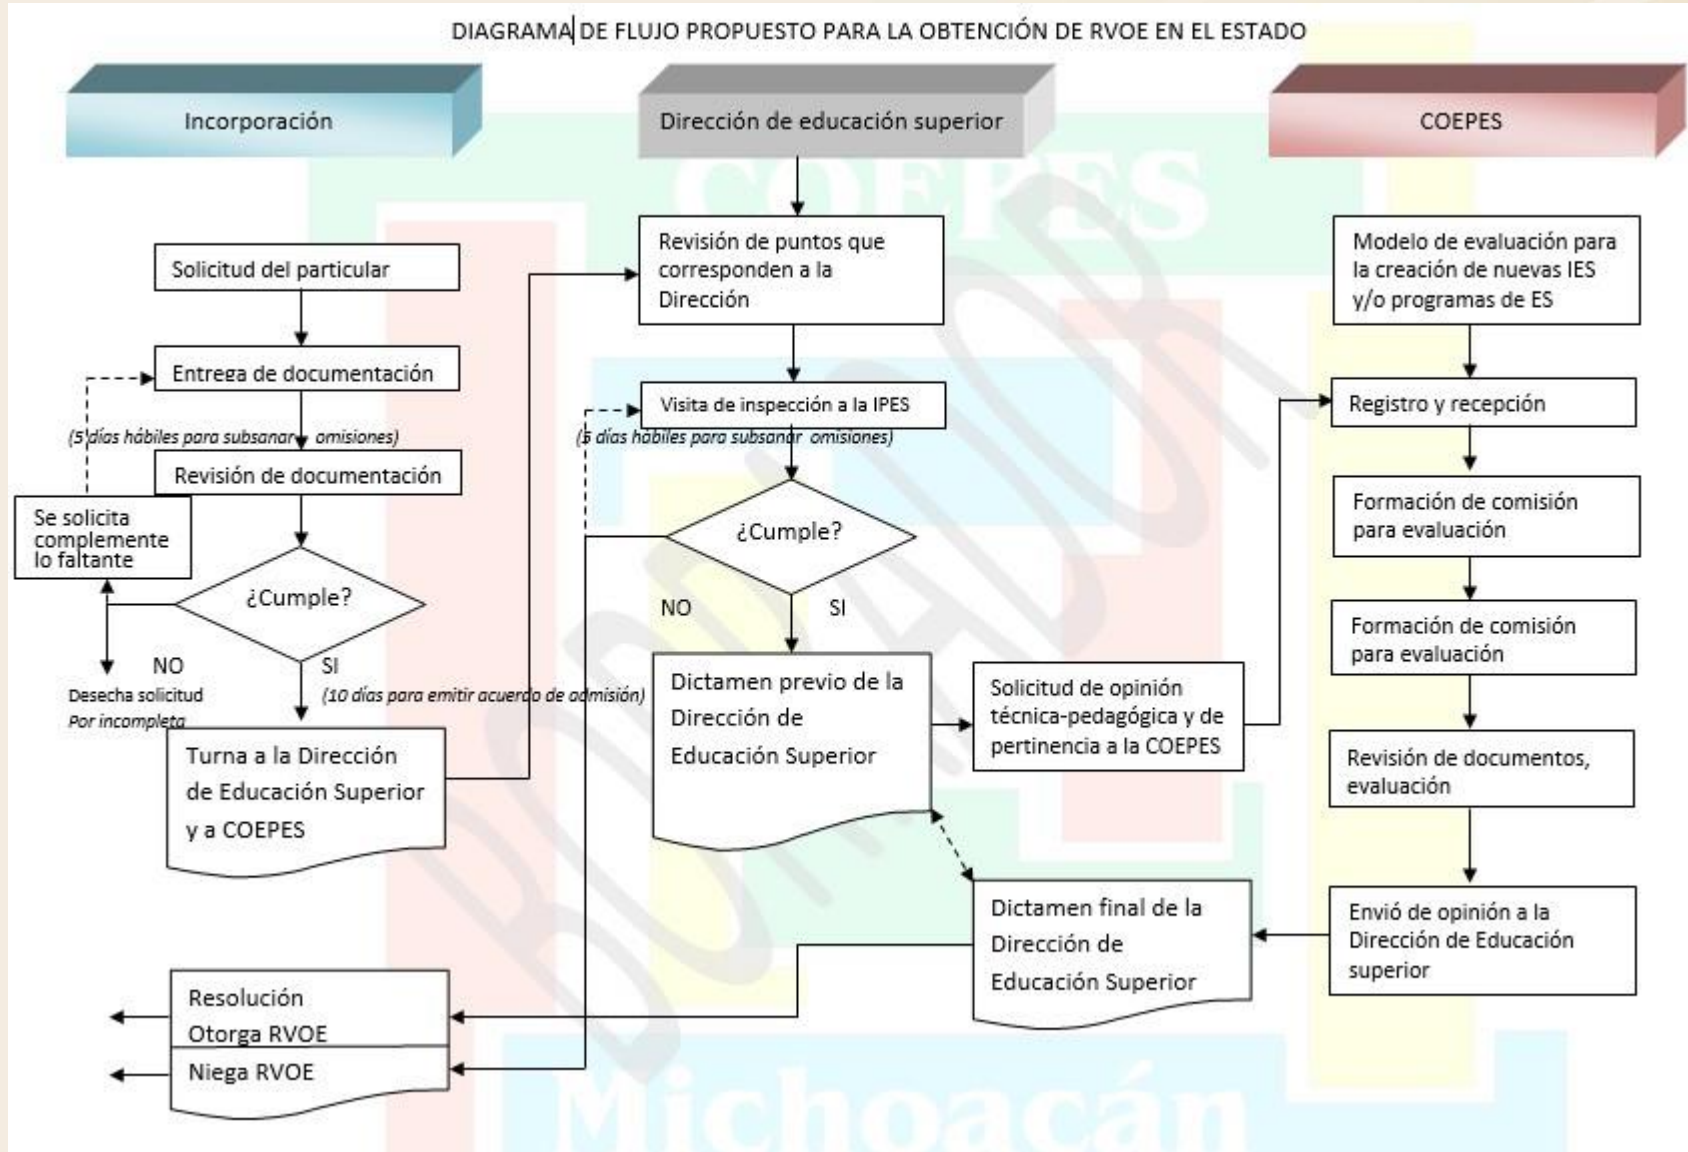 DIAGRAMA DE FLUJO PROPUESTO PARA LA OBTENCIÓN DE RVOE EN EL ESTADO
Incorporación
Solicitud del particular
Entrega de documentación
(5 días hábiles para subsanar omisiones)
Revisión de documentación
Se solicita
complemente
lo faltante
¿Cumple?
NO
SI
Desecha solicitud
Por incompleta
(10 días para emitir acuerdo de admisión)
Turna a la Dirección
de Educación Superior
y a COEPES
Resolución
Otorga RVOE
Niega RVOE
Dirección de educación superior
Revisión de puntos que
corresponden a la
Dirección
Visita de inspección a la IPES
(5 días hábiles para subsanar omisiones)
¿Cumple?
NO
SI
Dictamen previo de la
Dirección de
Educación Superior
Solicitud de opinión
técnica-pedagógica y de
pertinencia a la COEPES
Dictamen final de la
Dirección de
Educación Superior
COEPES
Modelo de evaluación para
la creación de nuevas IES
y/o programas de ES
Registro y recepción
Formación de comisión
para evaluación
Formación de comisión
para evaluación
Revisión de documentos,
evaluación
Envió de opinión a la
Dirección de Educación
superior
COEPES
BORRADOR
Michoacán